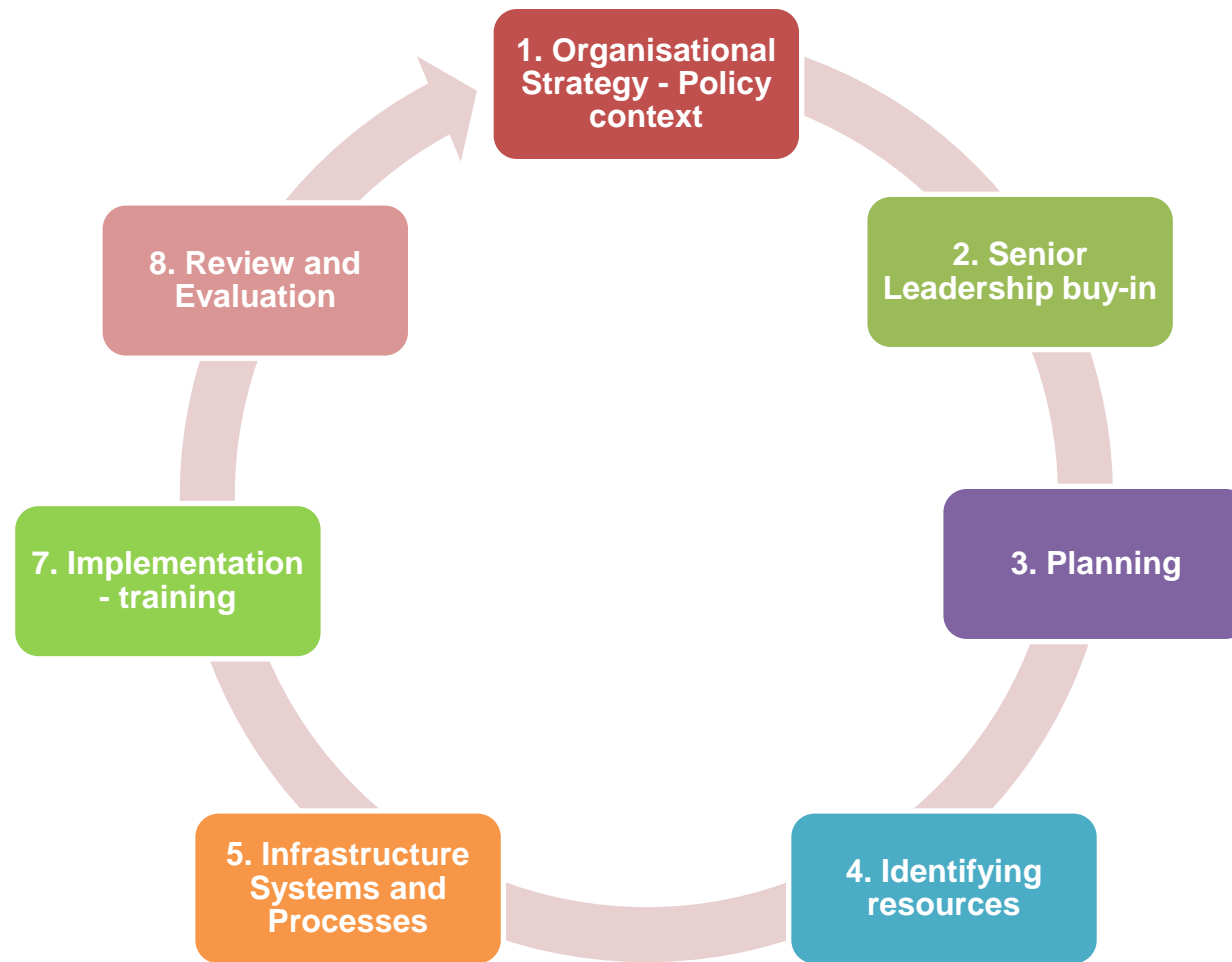 1. Organisational
Strategy - Policy
context
2. Senior
Leadership buy-in
3. Planning
4. Identifying
resources
5. Infrastructure
Systems and
Processes
7. Implementation
- training
8. Review and
Evaluation